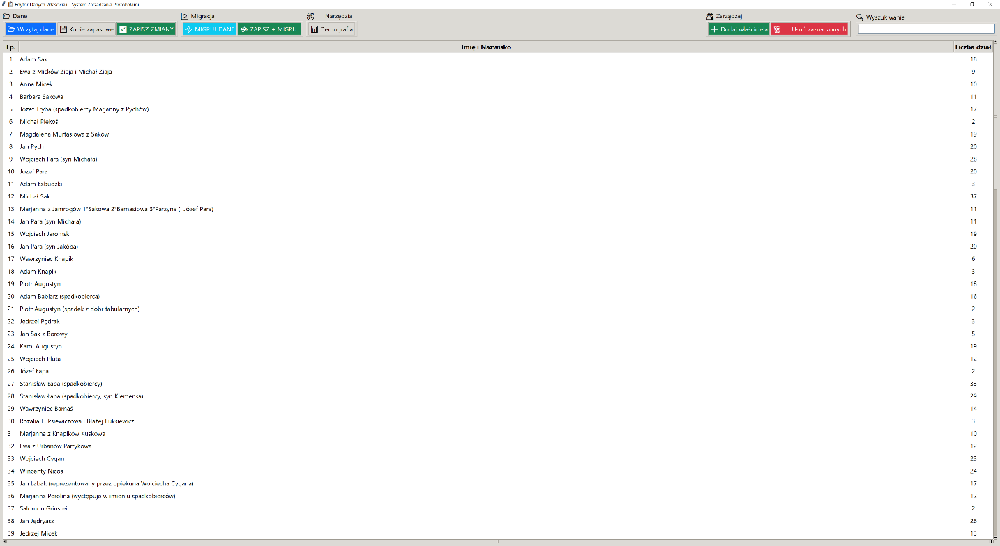 Edytor Danych Właścicieli - System Zarządzania Protokołami
Dane Migracja Narzędzia Zarządzaj Wyszukiwanie
Wczytaj dane Kopie zapasowe ZAPISZ ZMIANY MIGRUJ DANE ZAPISZ + MIGRUJ Demografia Dodaj właściciela Usuń zaznaczonych
Lp. Imię i Nazwisko Liczba dział
1 Adam Sak 18
2 Ewa z Micków Ziaja i Michał Ziaja 9
3 Anna Micek 10
4 Barbara Sakowa 11
5 Józef Tryba (spadkobiercy Marjanny z Pychów) 17
6 Michał Piękoś 2
7 Magdalena Murtasiowa z Saków 19
8 Jan Pych 20
9 Wojciech Para (syn Michała) 28
10 Józef Para 20
11 Adam Łabudzki 3
12 Michał Sak 37
13 Marjanna z Jamrogów 1°Sakowa 2°Barnasiowa 3°Parzyna (i Józef Para) 11
14 Jan Para (syn Michała) 11
15 Wojciech Jaromski 19
16 Jan Para (syn Jakóba) 20
17 Wawrzyniec Knapik 6
18 Adam Knapik 3
19 Piotr Augustyn 18
20 Adam Babiarz (spadkobierca) 16
21 Piotr Augustyn (spadek z dóbr tabularnych) 2
22 Jędrzej Pędrak 3
23 Jan Sak z Borowy 5
24 Karol Augustyn 19
25 Wojciech Pluta 12
26 Józef Łapa 2
27 Stanisław Łapa (spadkobiercy) 33
28 Stanisław Łapa (spadkobiercy, syn Klemensa) 29
29 Wawrzyniec Barnaś 14
30 Rozalia Fuksiewiczowa i Błażej Fuksiewicz 3
31 Marjanna z Knapików Kuskowa 10
32 Ewa z Urbanów Partykowa 12
33 Wojciech Cygan 23
34 Wincenty Nicoś 24
35 Jan Labak (reprezentowany przez opiekuna Wojciecha Cygana) 17
36 Marjanna Perelina (występuje w imieniu spadkobierców) 12
37 Salomon Grinstein 2
38 Jan Jędryasz 26
39 Jędrzej Micek 13